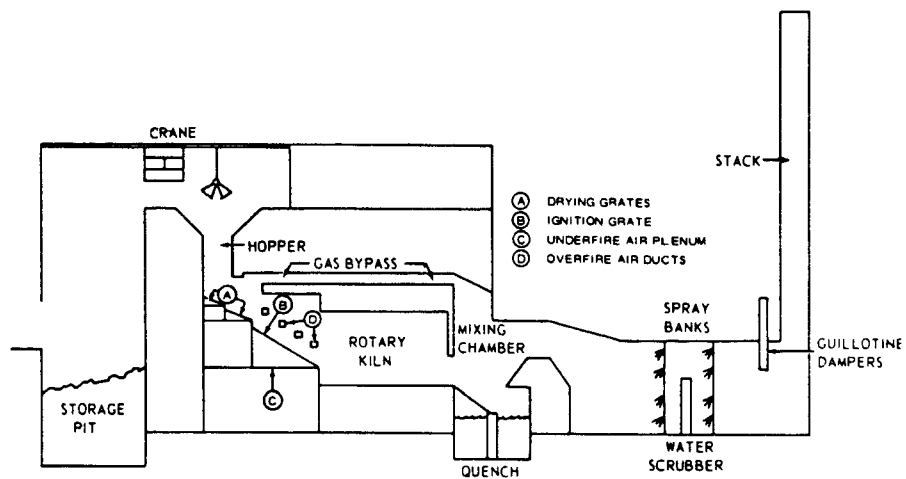 CRANE
STACK
A DRYING GRATES
B IGNITION GRATE
C UNDERFIRE AIR PLENUM
D OVERFIRE AIR DUCTS
HOPPER
GAS BYPASS
A
B
D
SPRAY
BANKS
MIXING
CHAMBER
GUILLOTINE
DAMPERS
ROTARY
KILN
C
STORAGE
PIT
QUENCH
WATER
SCRUBBER